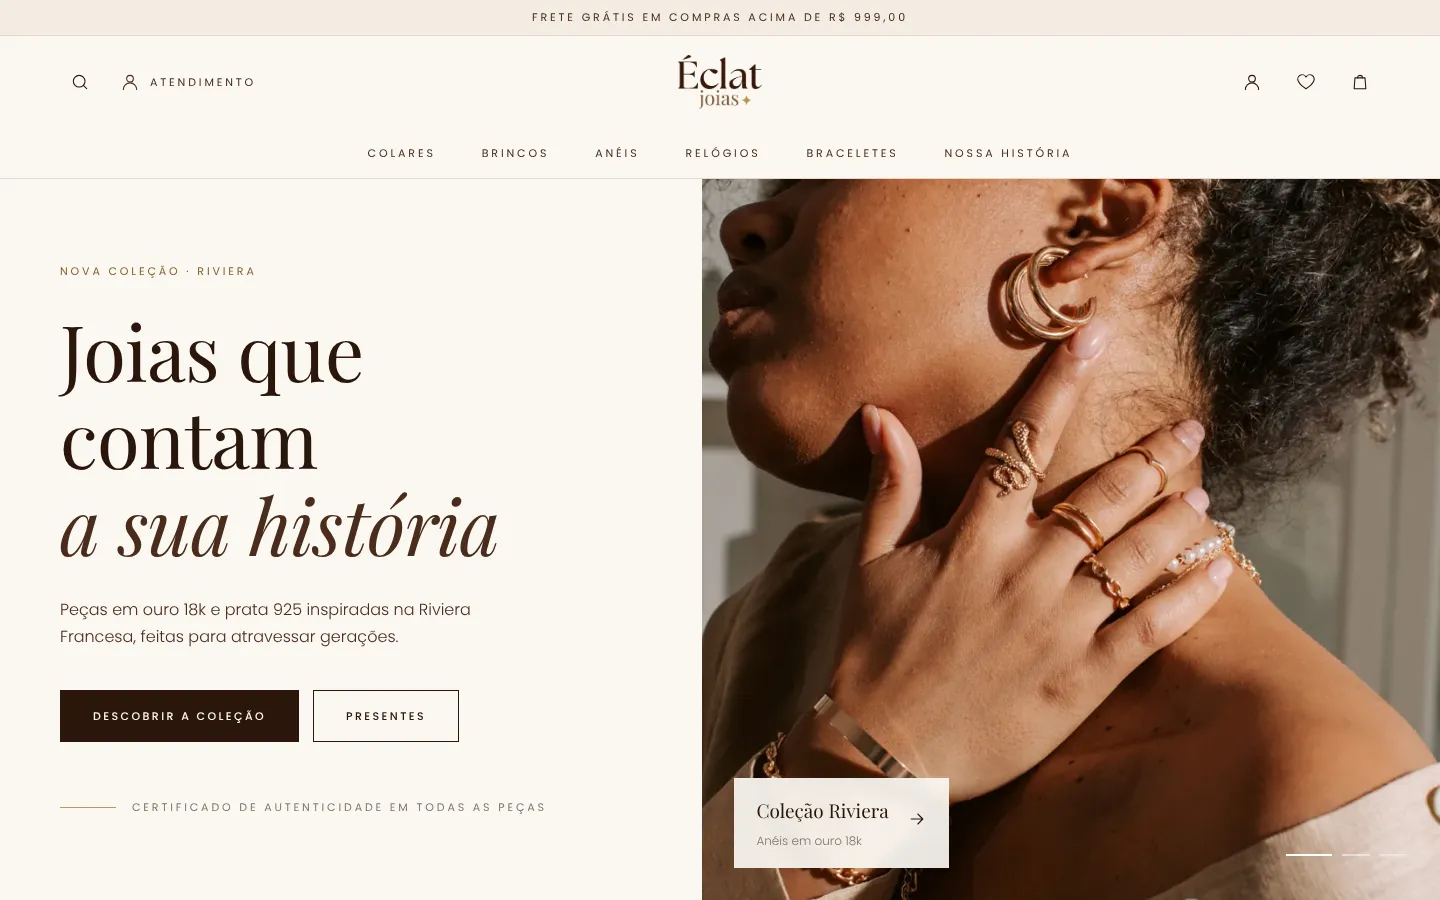 FRETE GRÁTIS EM COMPRAS ACIMA DE R$ 999,00
ATENDIMENTO
Éclat
joias
COLARES BRINCOS ANÉIS RELÓGIOS BRACELETES NOSSA HISTÓRIA
NOVA COLEÇÃO · RIVIERA
Joias que
contam
a sua história
Peças em ouro 18k e prata 925 inspiradas na Riviera
Francesa, feitas para atravessar gerações.
DESCOBRIR A COLEÇÃO PRESENTES
CERTIFICADO DE AUTENTICIDADE EM TODAS AS PEÇAS
Coleção Riviera
Anéis em ouro 18k